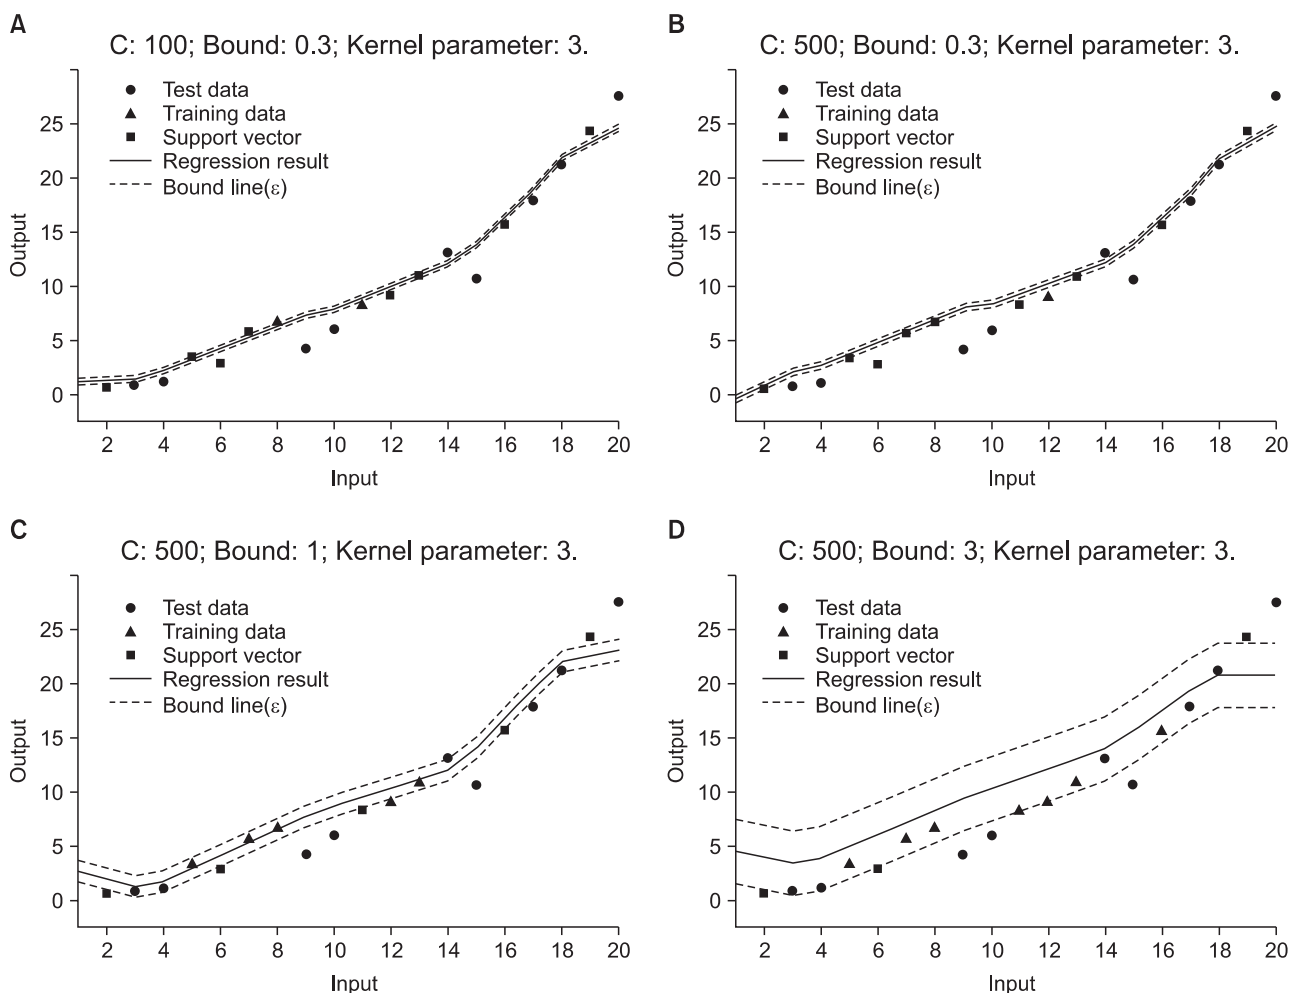 A
C: 100; Bound: 0.3; Kernel parameter: 3.
Test data
Training data
Support vector
Regression result
Bound line(ε)
25
20
15
10
5
0
Output
2 4 6 8 10 12 14 16 18 20
Input
B
C: 500; Bound: 0.3; Kernel parameter: 3.
Test data
Training data
Support vector
Regression result
Bound line(ε)
25
20
15
10
5
0
Output
2 4 6 8 10 12 14 16 18 20
Input
C
C: 500; Bound: 1; Kernel parameter: 3.
Test data
Training data
Support vector
Regression result
Bound line(ε)
25
20
15
10
5
0
Output
2 4 6 8 10 12 14 16 18 20
Input
D
C: 500; Bound: 3; Kernel parameter: 3.
Test data
Training data
Support vector
Regression result
Bound line(ε)
25
20
15
10
5
0
Output
2 4 6 8 10 12 14 16 18 20
Input